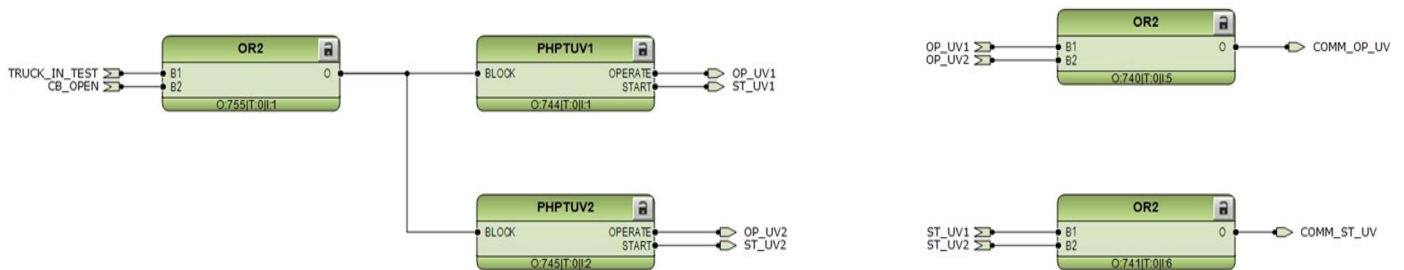 OR2
TRUCK_IN_TEST
CB_OPEN
B1
B2
O
O:755|T:0|I:1
PHPTUV1
BLOCK
OPERATE
START
O:744|T:0|I:1
OP_UV1
ST_UV1
PHPTUV2
BLOCK
OPERATE
START
O:745|T:0|I:2
OP_UV2
ST_UV2
OR2
OP_UV1
OP_UV2
B1
B2
O
O:740|T:0|I:5
COMM_OP_UV
OR2
ST_UV1
ST_UV2
B1
B2
O
O:741|T:0|I:6
COMM_ST_UV